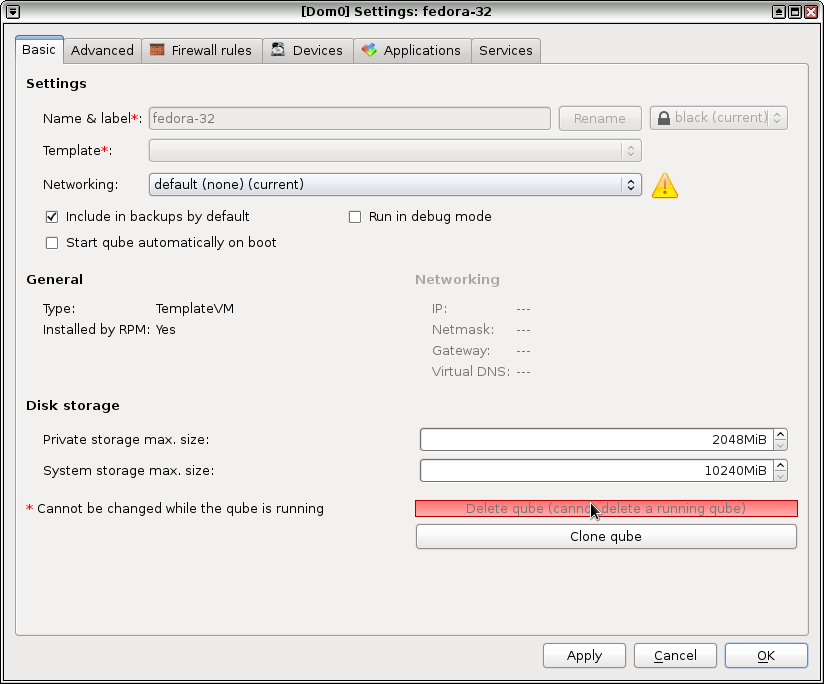 [Dom0] Settings: fedora-32
Basic Advanced Firewall rules Devices Applications Services
Settings
Name & label*: fedora-32 Rename black (current)
Template*:
Networking: default (none) (current)
Include in backups by default Run in debug mode
Start qube automatically on boot
General Networking
Type: TemplateVM IP: ---
Installed by RPM: Yes Netmask: ---
Gateway: ---
Virtual DNS: ---
Disk storage
Private storage max. size: 2048MiB
System storage max. size: 10240MiB
* Cannot be changed while the qube is running Delete qube (cannot delete a running qube)
Clone qube
Apply Cancel OK